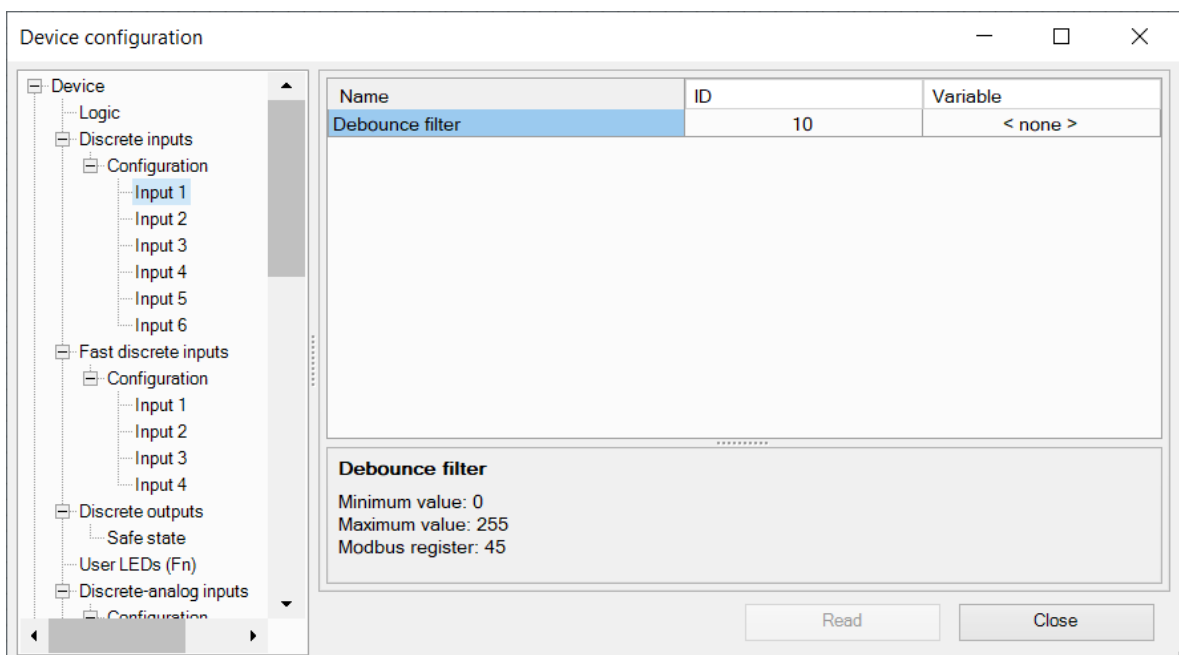 Device configuration
Device
Logic
Discrete inputs
Configuration
Input 1
Input 2
Input 3
Input 4
Input 5
Input 6
Fast discrete inputs
Configuration
Input 1
Input 2
Input 3
Input 4
Discrete outputs
Safe state
User LEDs (Fn)
Discrete-analog inputs
Configuration
Name ID Variable
Debounce filter 10 < none >
Debounce filter
Minimum value: 0
Maximum value: 255
Modbus register: 45
Read Close